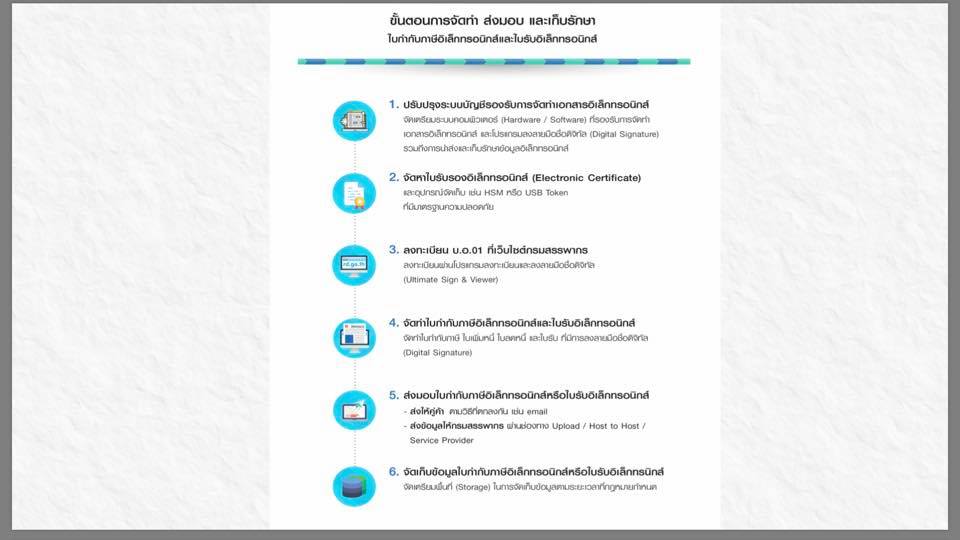 ขั้นตอนการจัดทำ ส่งมอบ และเก็บรักษา
ใบกำกับภาษีอิเล็กทรอนิกส์และใบรับอิเล็กทรอนิกส์
1. ปรับปรุงระบบบัญชีรองรับการจัดทำเอกสารอิเล็กทรอนิกส์
จัดเตรียมระบบคอมพิวเตอร์ (Hardware / Software) ที่รองรับการจัดทำ
เอกสารอิเล็กทรอนิกส์ และโปรแกรมลงลายมือชื่อดิจิทัล (Digital Signature)
รวมถึงการนำส่งและเก็บรักษาข้อมูลอิเล็กทรอนิกส์
2. จัดหาใบรับรองอิเล็กทรอนิกส์ (Electronic Certificate)
และอุปกรณ์จัดเก็บ เช่น HSM หรือ USB Token
ที่มีมาตรฐานความปลอดภัย
rd.go.th
3. ลงทะเบียน บ.อ.01 ที่เว็บไซต์กรมสรรพากร
ลงทะเบียนผ่านโปรแกรมลงทะเบียนและลงลายมือชื่อดิจิทัล
(Ultimate Sign & Viewer)
4. จัดทำใบกำกับภาษีอิเล็กทรอนิกส์และใบรับอิเล็กทรอนิกส์
จัดทำใบกำกับภาษี ใบเพิ่มหนี้ ใบลดหนี้ และใบรับ ที่มีการลงลายมือชื่อดิจิทัล
(Digital Signature)
5. ส่งมอบใบกำกับภาษีอิเล็กทรอนิกส์หรือใบรับอิเล็กทรอนิกส์
- ส่งให้คู่ค้า ตามวิธีที่ตกลงกัน เช่น email
- ส่งข้อมูลให้กรมสรรพากร ผ่านช่องทาง Upload / Host to Host /
Service Provider
6. จัดเก็บข้อมูลใบกำกับภาษีอิเล็กทรอนิกส์หรือใบรับอิเล็กทรนิกส์
จัดเตรียมพื้นที่ (Storage) ในการจัดเก็บข้อมูลตามระยะเวลาที่กฎหมายกำหนด